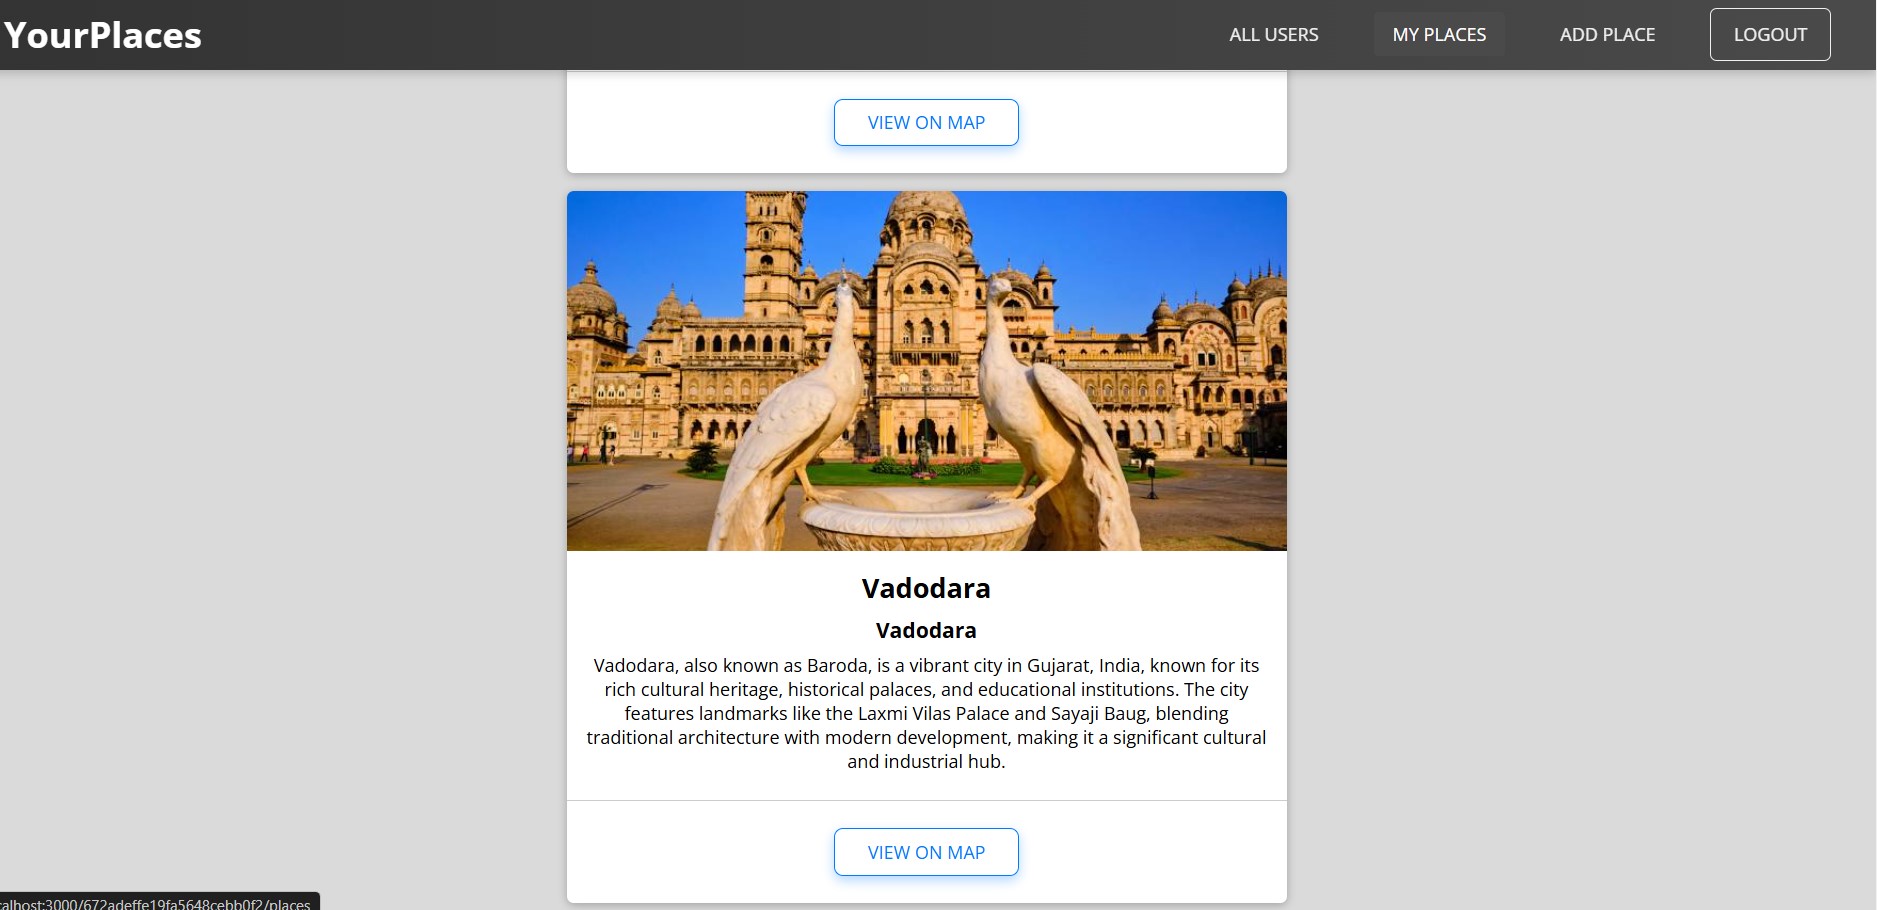 YourPlaces
ALL USERS
MY PLACES
ADD PLACE
LOGOUT
VIEW ON MAP
Vadodara
Vadodara
Vadodara, also known as Baroda, is a vibrant city in Gujarat, India, known for its
rich cultural heritage, historical palaces, and educational institutions. The city
features landmarks like the Laxmi Vilas Palace and Sayaji Baug, blending
traditional architecture with modern development, making it a significant cultural
and industrial hub.
VIEW ON MAP
calhost:3000/672adeffe19fa5648cebb0f2/places